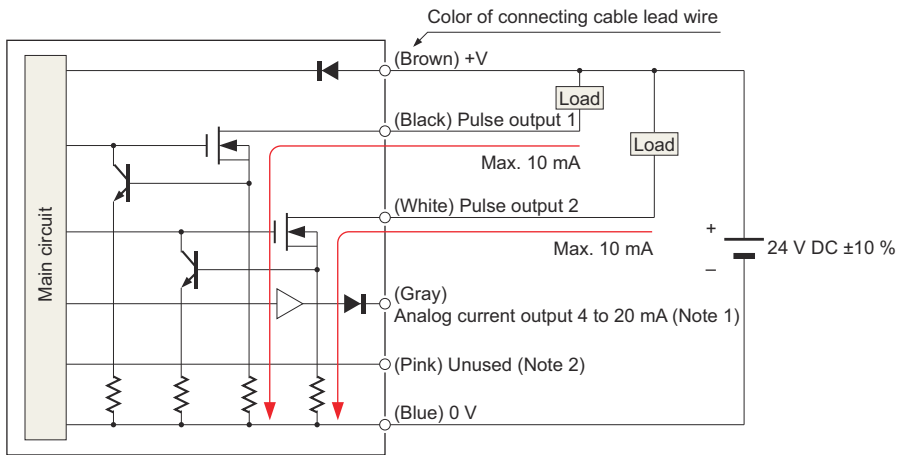 Color of connecting cable lead wire
(Brown) +V
Load
(Black) Pulse output 1
Load
Max. 10 mA
(White) Pulse output 2
Max. 10 mA
+
24 V DC ±10 %
–
Main circuit
(Gray)
Analog current output 4 to 20 mA (Note 1)
(Pink) Unused (Note 2)
(Blue) 0 V